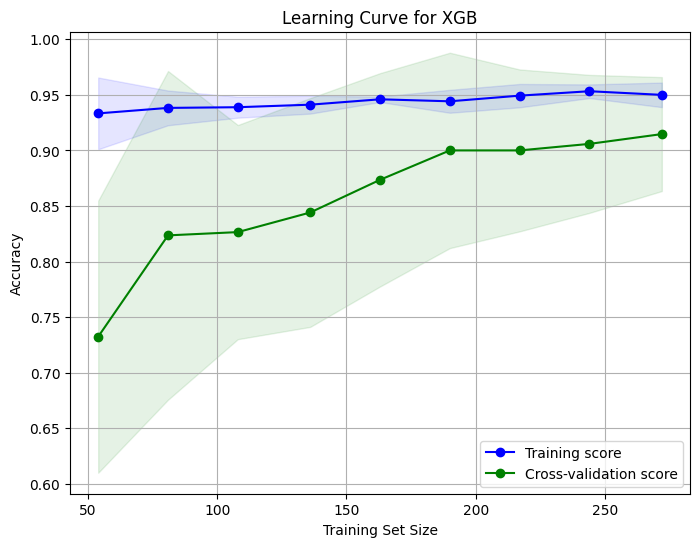 Learning Curve for XGB
1.00
0.95
0.90
0.85
0.80
0.75
0.70
0.65
0.60
Accuracy
Training score
Cross-validation score
50
100
150
200
250
Training Set Size